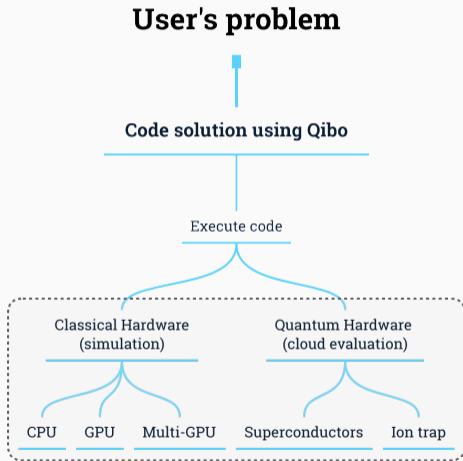 User's problem
Code solution using Qibo
Execute code
Classical Hardware
(simulation)
Quantum Hardware
(cloud evaluation)
CPU
GPU
Multi-GPU
Superconductors
Ion trap